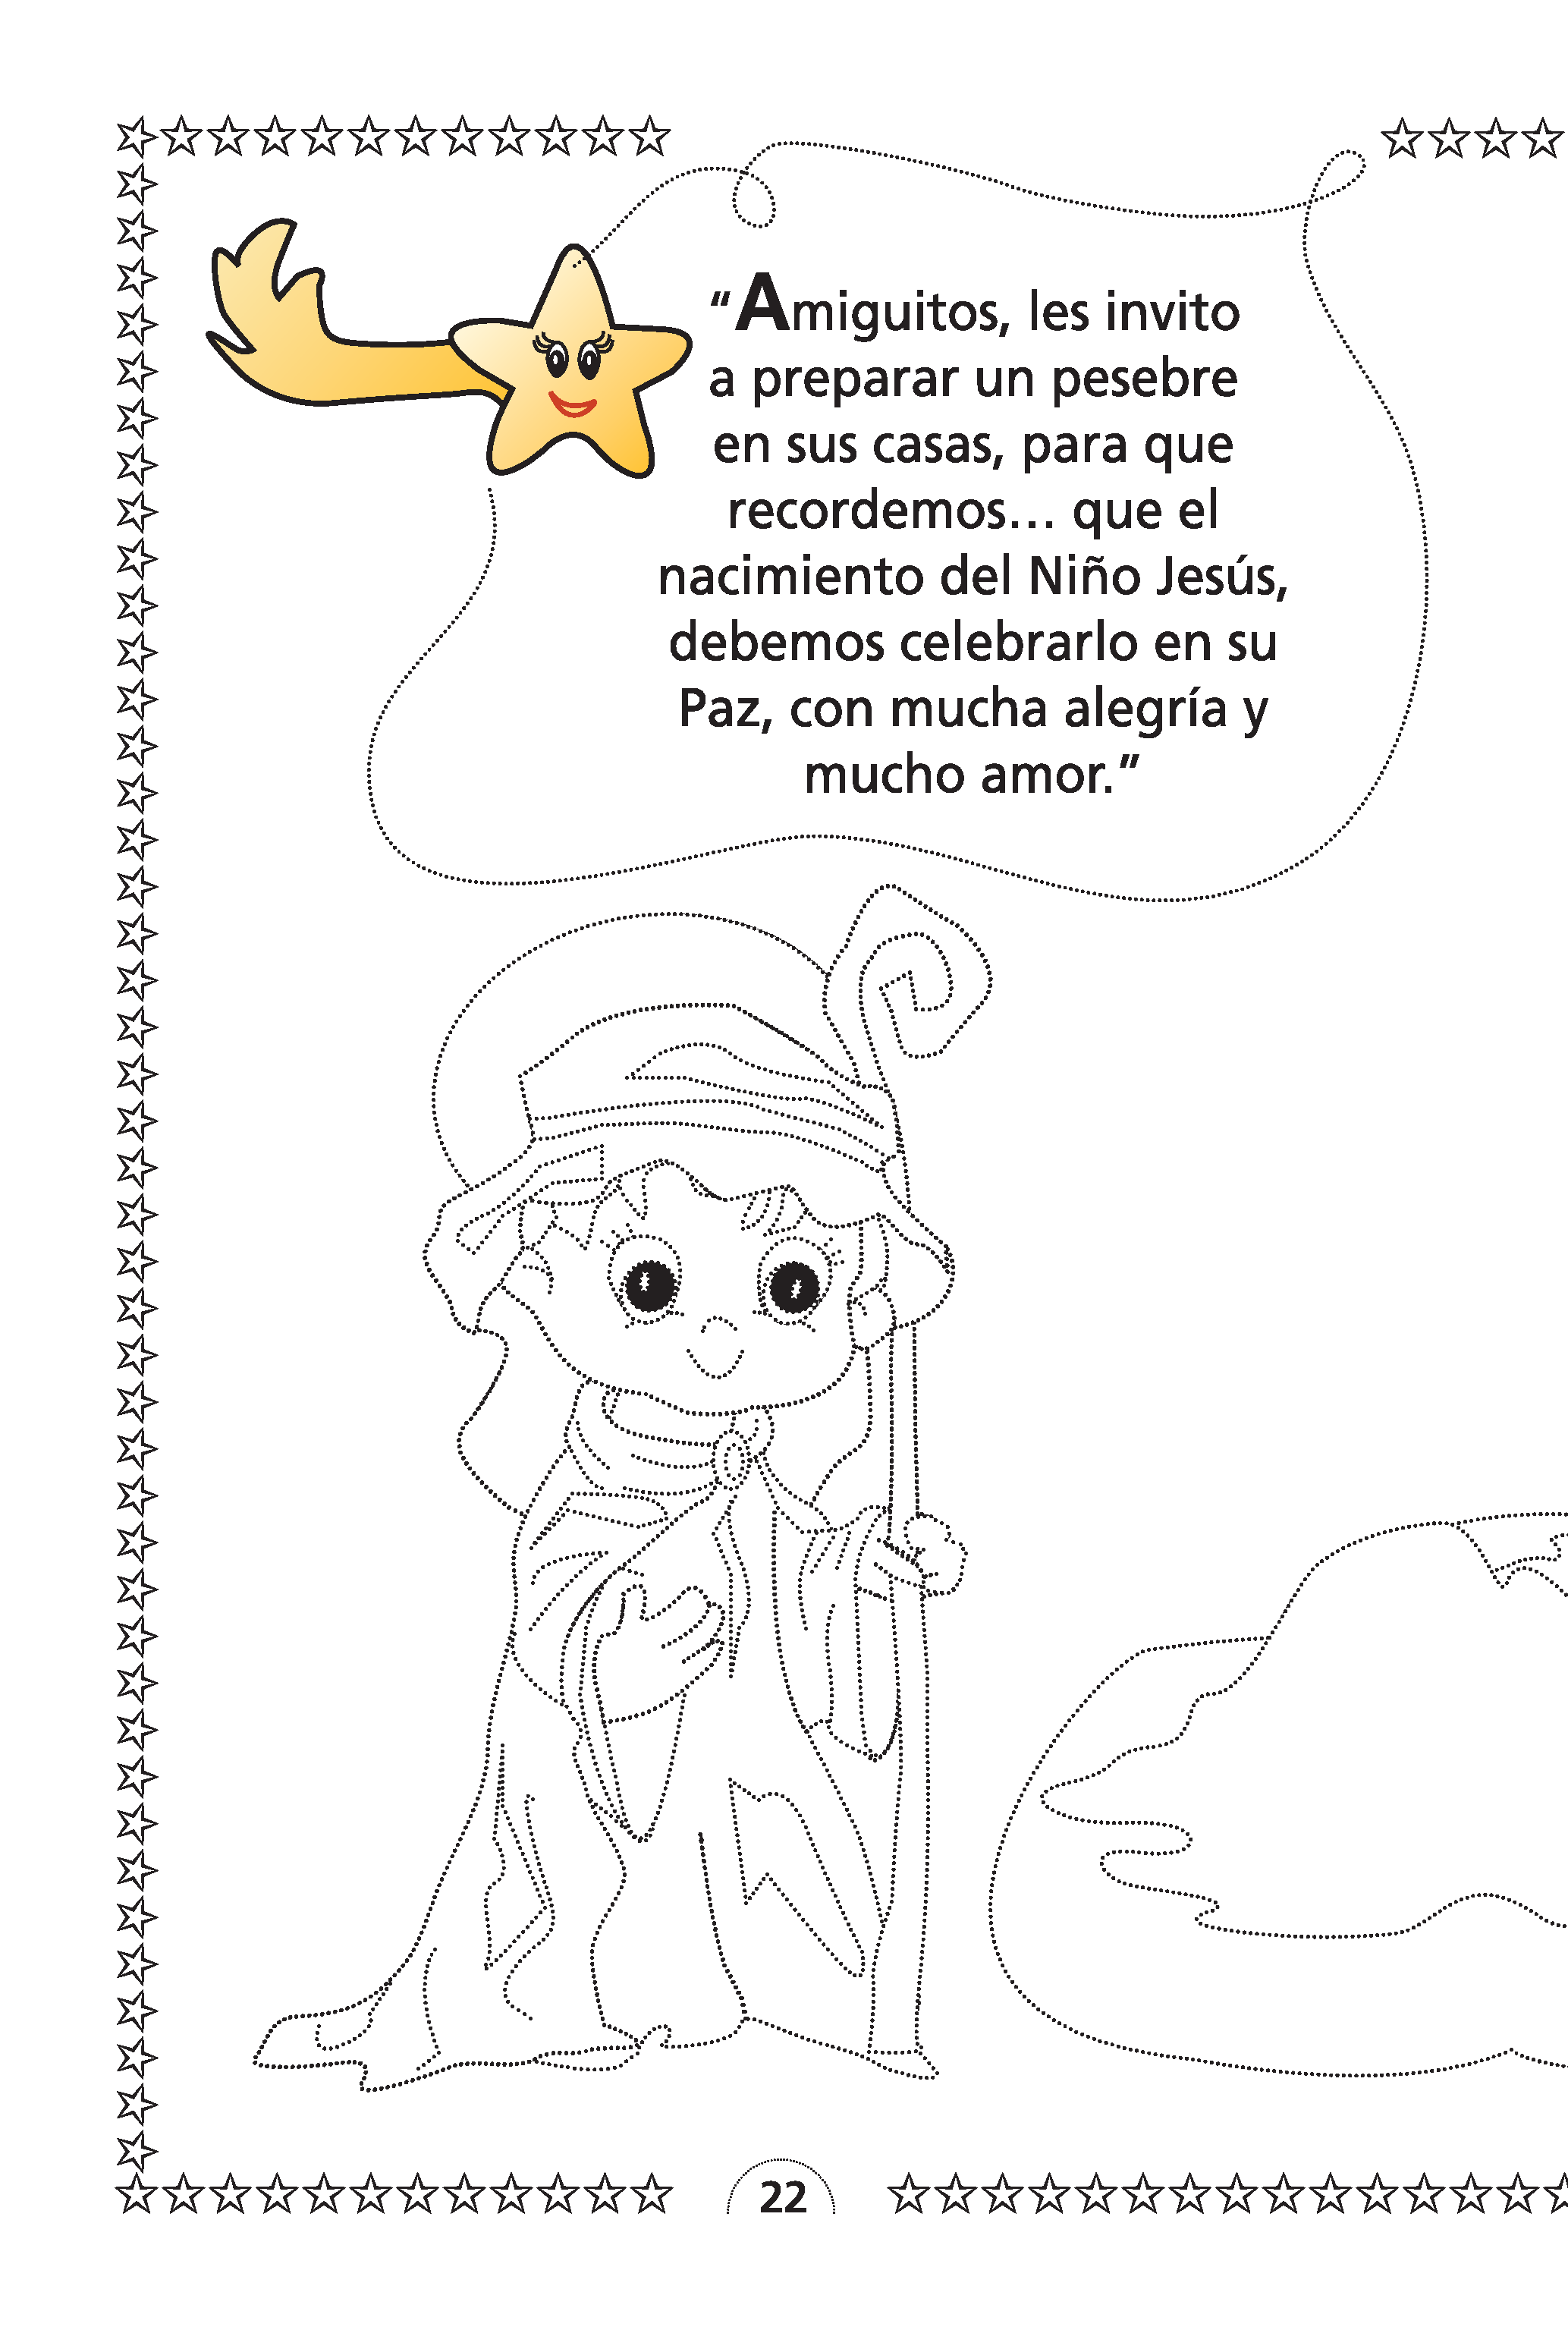 “Amiguitos, les invito
a preparar un pesebre
en sus casas, para que
recordemos... que el
nacimiento del Niño Jesús,
debemos celebrarlo en su
Paz, con mucha alegría y
mucho amor.”
22